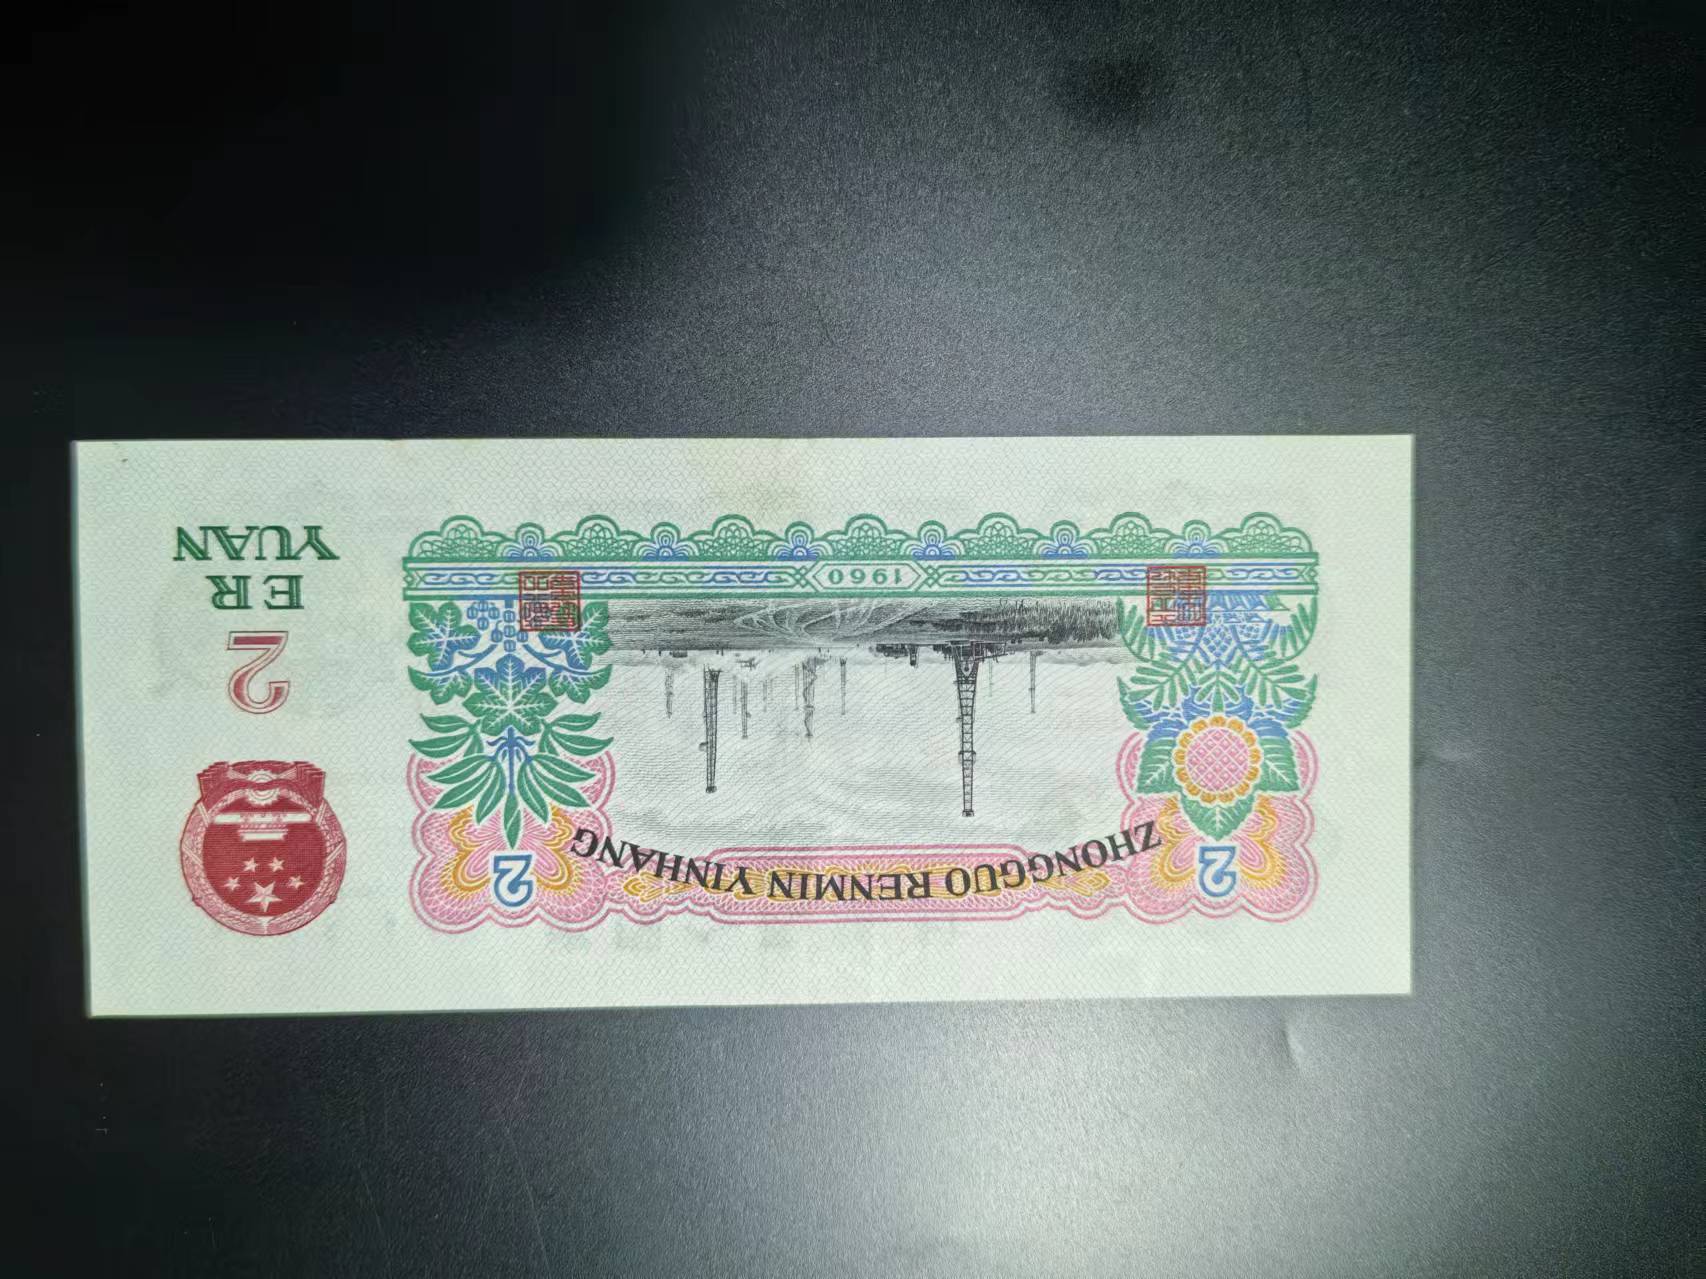 ZHONGGUO RENMIN YINHANG
2
2
1960
2
ER
YUAN